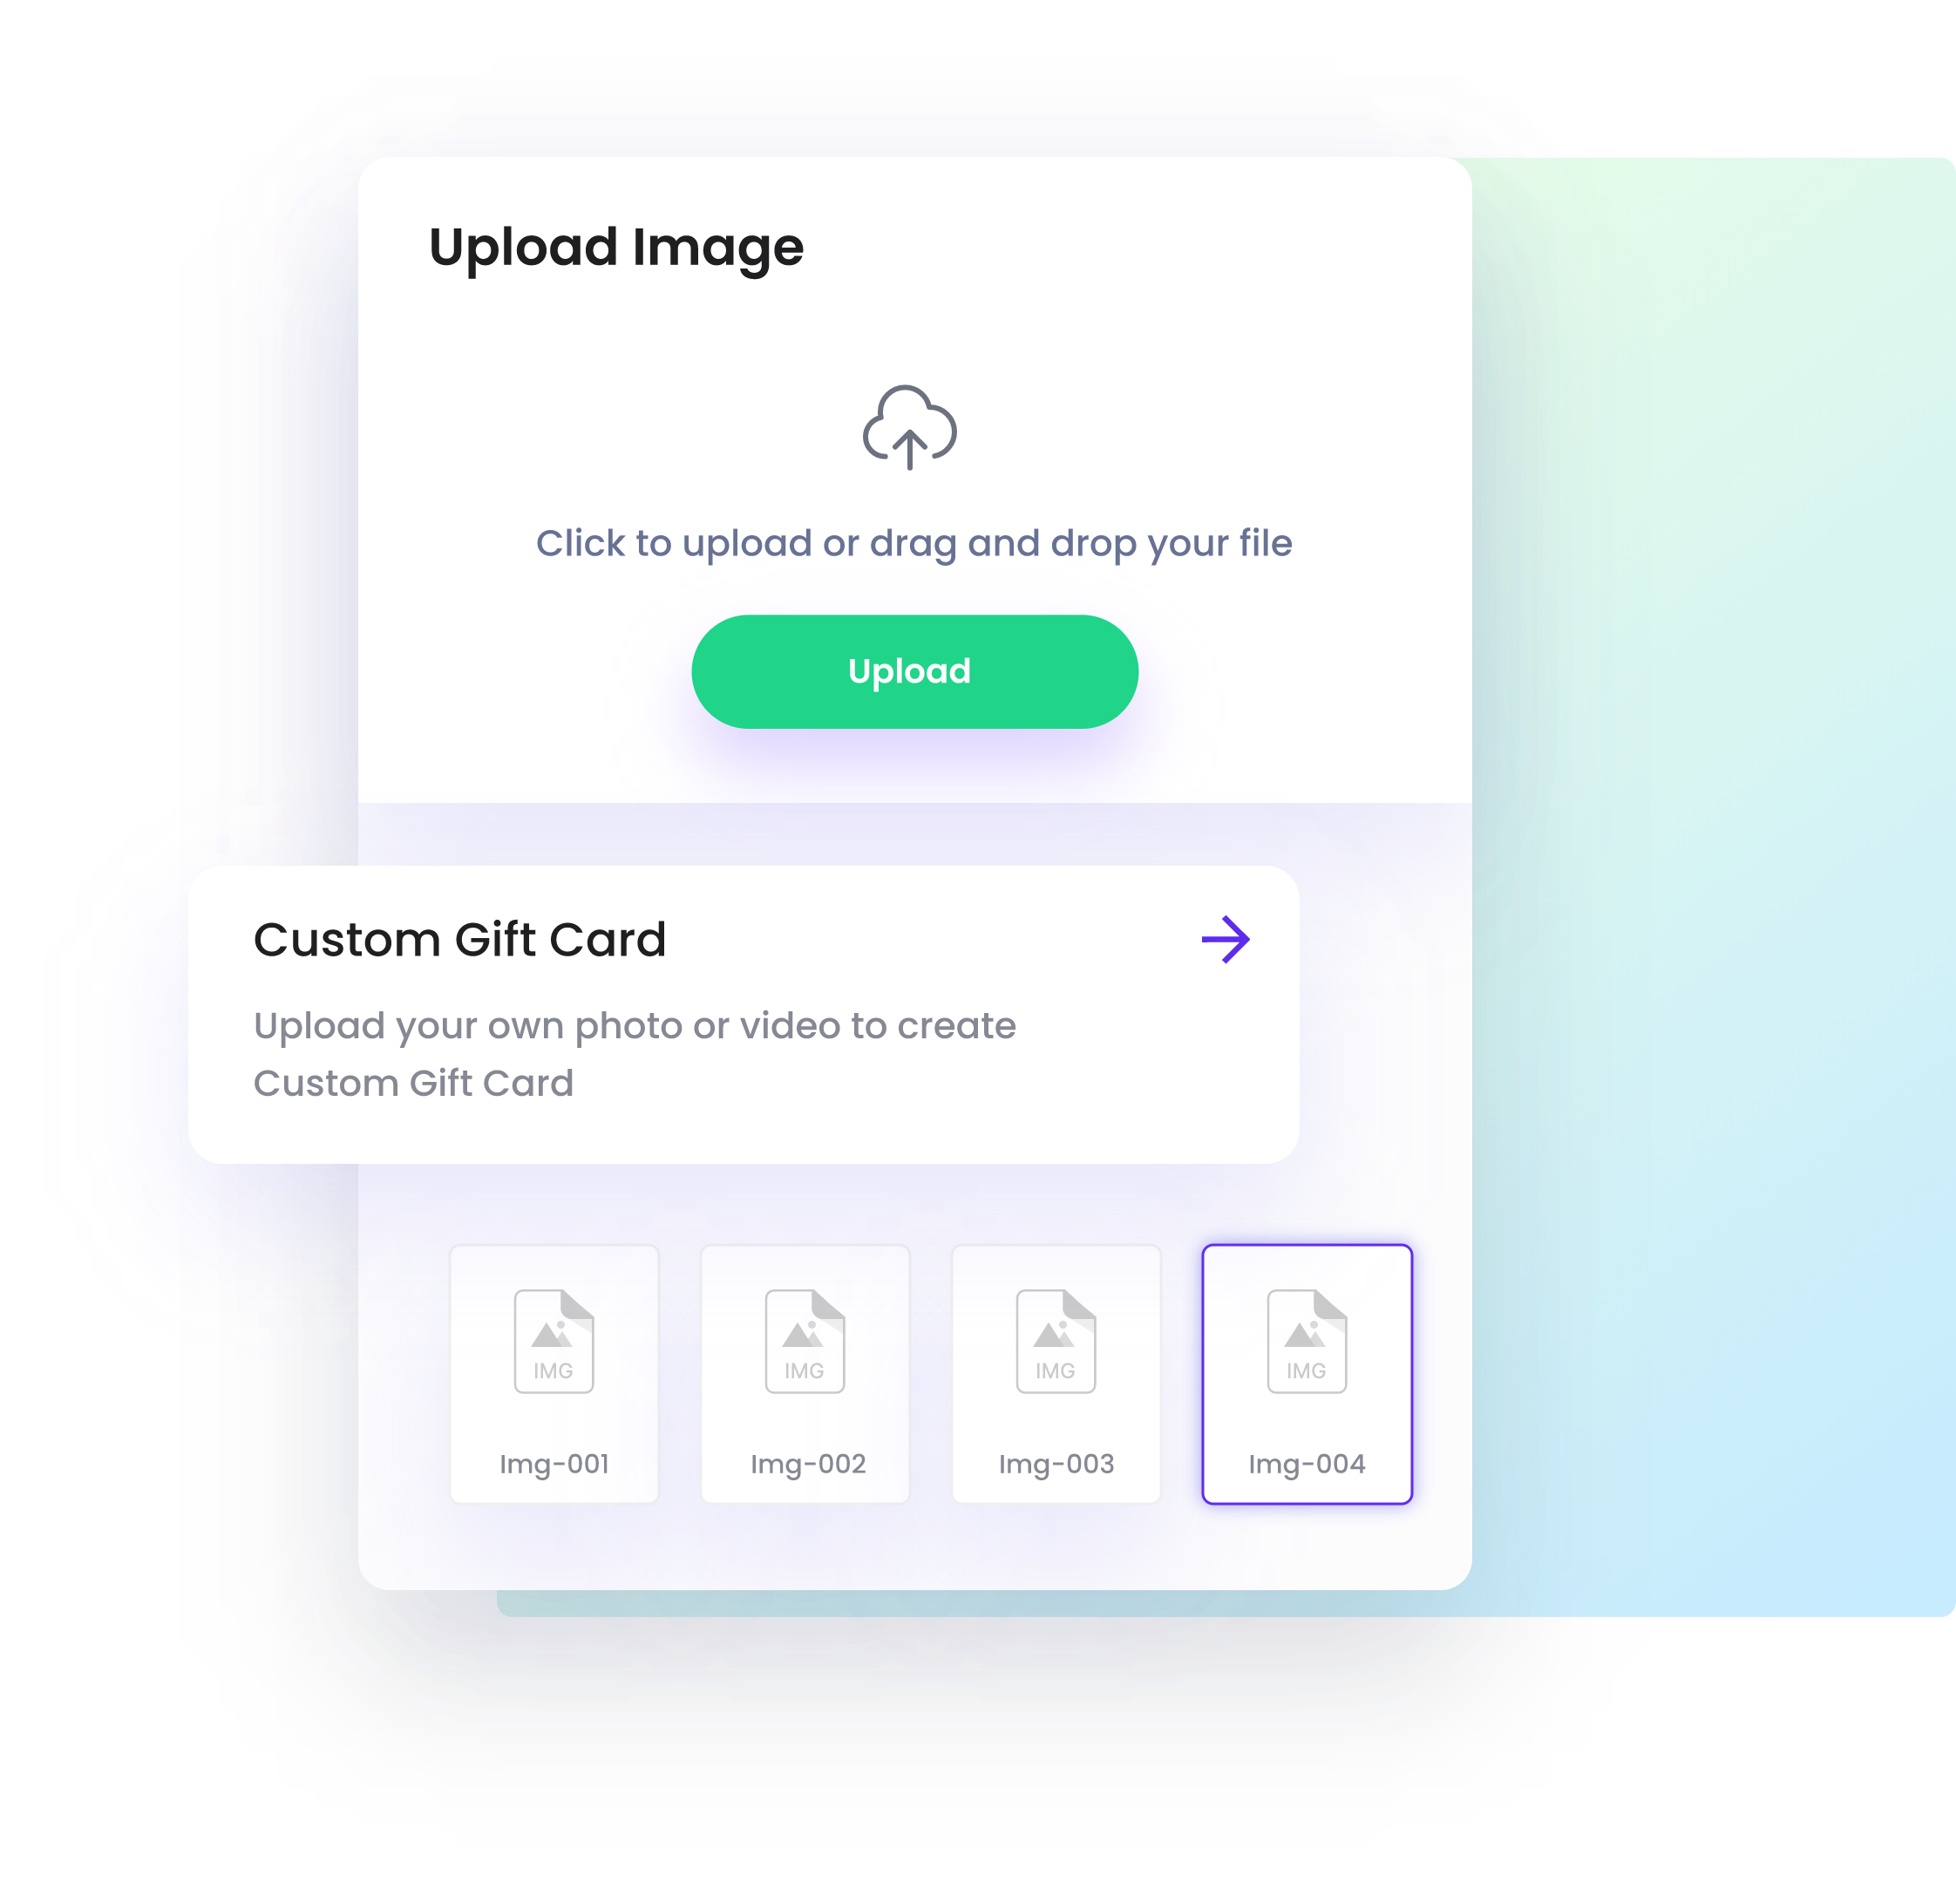 Upload Image
Click to upload or drag and drop your file
Upload
Custom Gift Card
Upload your own photo or video to create
Custom Gift Card
IMG IMG IMG IMG
Img-001 Img-002 Img-003 Img-004